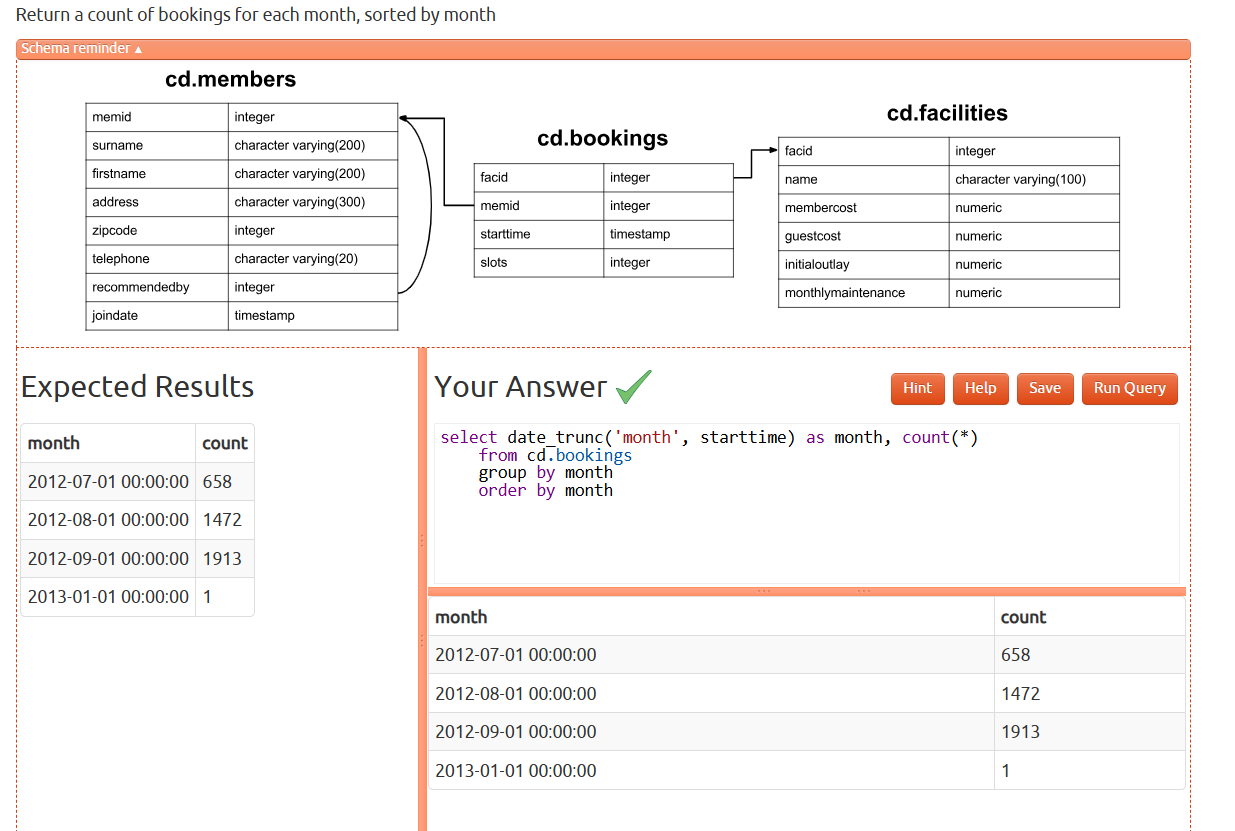 Return a count of bookings for each month, sorted by month
Schema reminder ▲
cd.members
memid integer
surname character varying(200)
firstname character varying(200)
address character varying(300)
zipcode integer
telephone character varying(20)
recommendedby integer
joindate timestamp
cd.bookings
facid integer
memid integer
starttime timestamp
slots integer
cd.facilities
facid integer
name character varying(100)
membercost numeric
guestcost numeric
initialoutlay numeric
monthlymaintenance numeric
Expected Results
month count
2012-07-01 00:00:00 658
2012-08-01 00:00:00 1472
2012-09-01 00:00:00 1913
2013-01-01 00:00:00 1
Your Answer
Hint Help Save Run Query
select date_trunc('month', starttime) as month, count(*)
from cd.bookings
group by month
order by month
month count
2012-07-01 00:00:00 658
2012-08-01 00:00:00 1472
2012-09-01 00:00:00 1913
2013-01-01 00:00:00 1